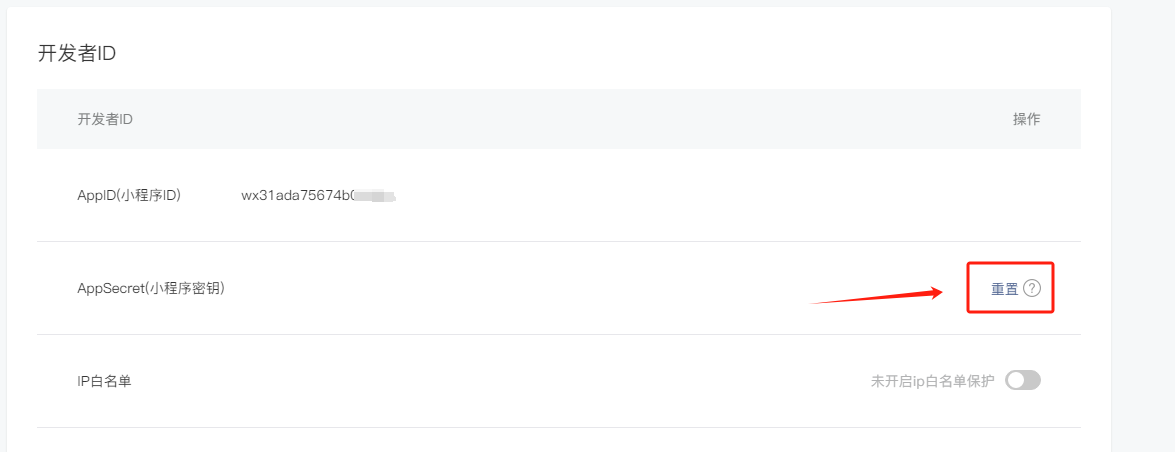 开发者ID
开发者ID 操作
AppID(小程序ID) wx31ada75674b
AppSecret(小程序密钥) 重置 ?
IP白名单 未开启ip白名单保护